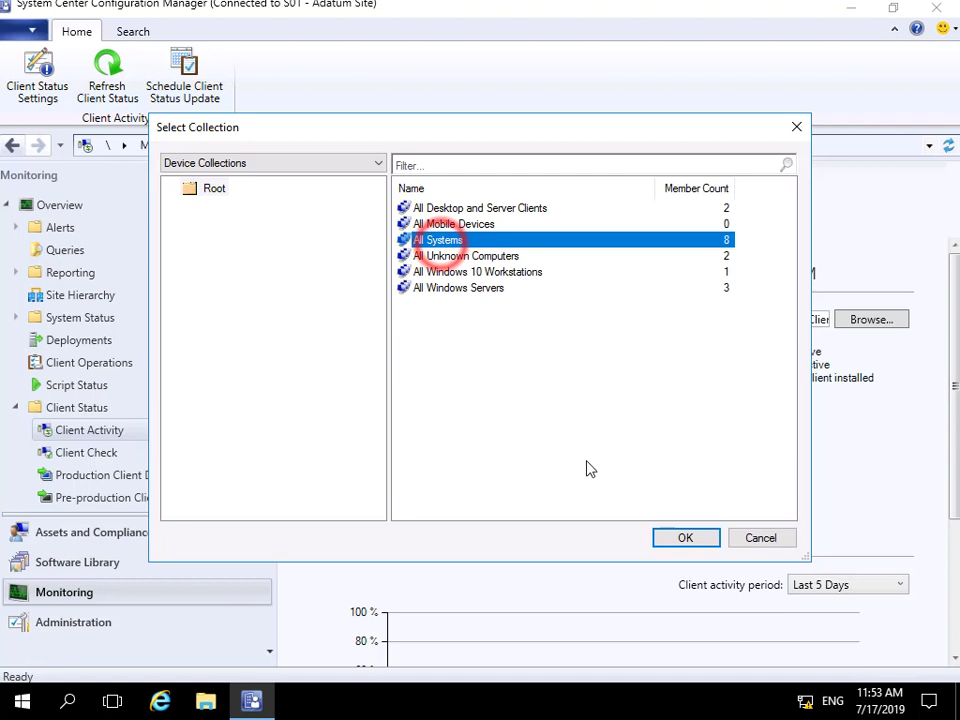 System Center Configuration Manager (Connected to S01 - Adatum Site)
Home
Search
Client Status Settings
Refresh Client Status
Schedule Client Status Update
Client Activity
Select Collection
Device Collections
Filter...
Root
Name
Member Count
All Desktop and Server Clients 2
All Mobile Devices 0
All Systems 8
All Unknown Computers 2
All Windows 10 Workstations 1
All Windows Servers 3
OK
Cancel
\
M
Monitoring
Overview
Alerts
Queries
Reporting
Site Hierarchy
System Status
Deployments
Client Operations
Script Status
Client Status
Client Activity
Client Check
Production Client D
Pre-production Cli
Assets and Complianc
Software Library
Monitoring
Administration
M
Clier
Browse...
ve
ctive
lient installed
Client activity period:
Last 5 Days
100 %
80 %
Ready
ENG
11:53 AM
7/17/2019